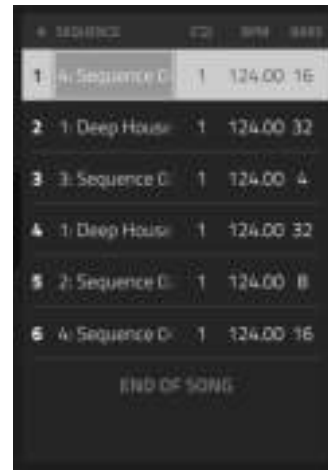 # SEQUENCE BPM BARS
1 4: Sequence 1 124.00 16
2 1: Deep House 1 124.00 32
3 3: Sequence 1 124.00 4
4 1: Deep House 1 124.00 32
5 2: Sequence 1 124.00 8
6 4: Sequence 1 124.00 16
END OF SONG